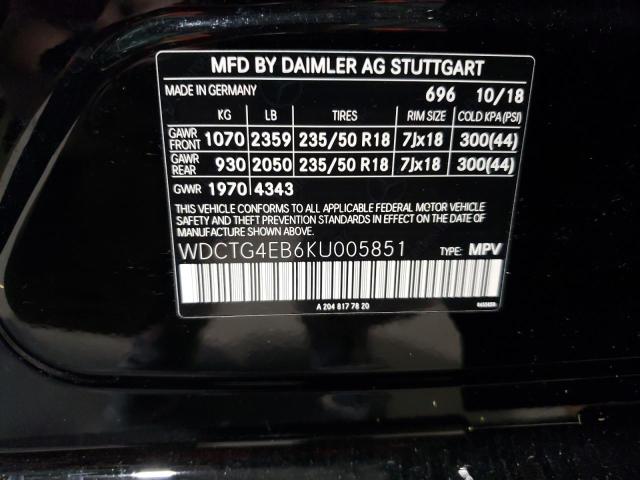 MFD BY DAIMLER AG STUTTGART
MADE IN GERMANY 696 10/18
KG LB TIRES RIM SIZE COLD KPA(PSI)
GAWR FRONT 1070 2359 235/50 R18 7Jx18 300(44)
GAWR REAR 930 2050 235/50 R18 7Jx18 300(44)
GVWR 1970 4343
THIS VEHICLE CONFORMS TO ALL APPLICABLE FEDERAL MOTOR VEHICLE
SAFETY AND THEFT PREVENTION STANDARDS IN EFFECT ON THE
DATE OF MANUFACTURE SHOWN ABOVE.
WDCTG4EB6KU005851 TYPE: MPV
A 204 817 78 20